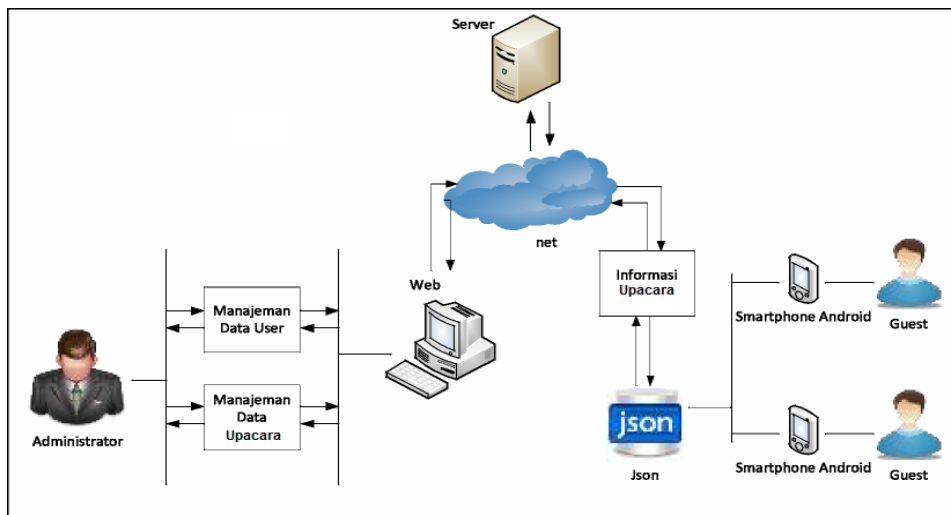 Server
net
Web
Informasi
Upacara
Manajeman
Data User
Smartphone Android
Guest
Administrator
Manajeman
Data
Upacara
json
Json
Smartphone Android
Guest